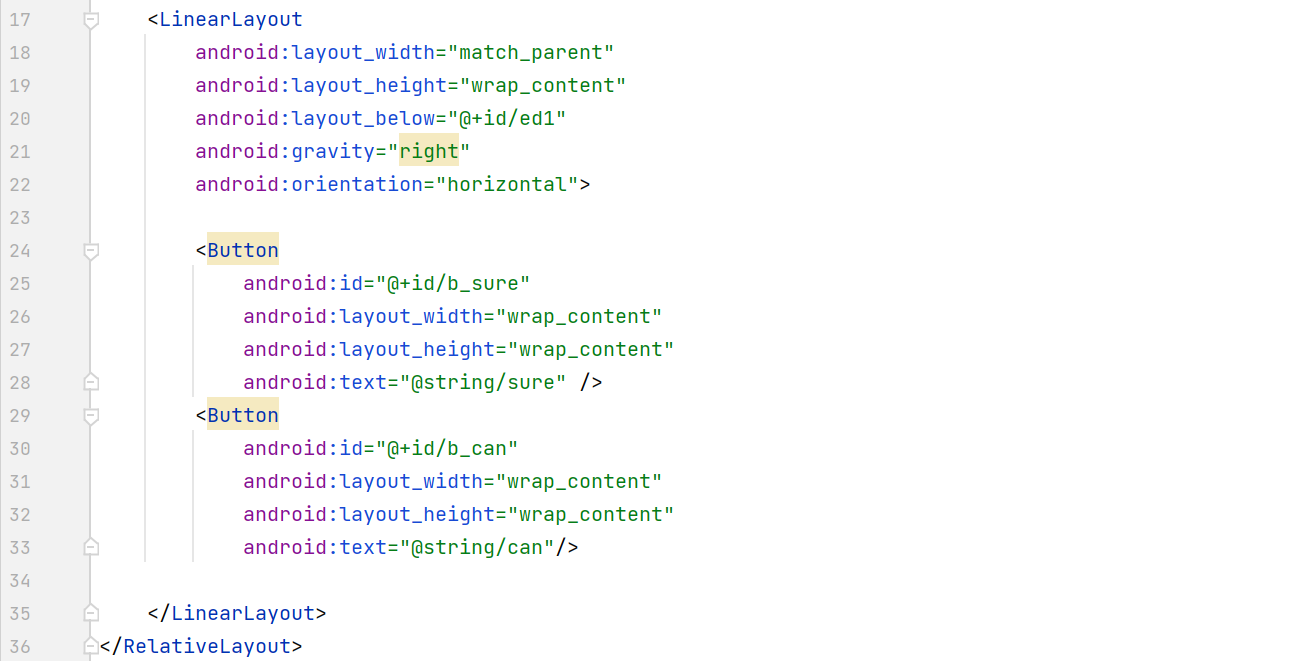 17 <LinearLayout
18 android:layout_width="match_parent"
19 android:layout_height="wrap_content"
20 android:layout_below="@+id/ed1"
21 android:gravity="right"
22 android:orientation="horizontal">
23
24 <Button
25 android:id="@+id/b_sure"
26 android:layout_width="wrap_content"
27 android:layout_height="wrap_content"
28 android:text="@string/sure" />
29 <Button
30 android:id="@+id/b_can"
31 android:layout_width="wrap_content"
32 android:layout_height="wrap_content"
33 android:text="@string/can"/>
34
35 </LinearLayout>
36 </RelativeLayout>